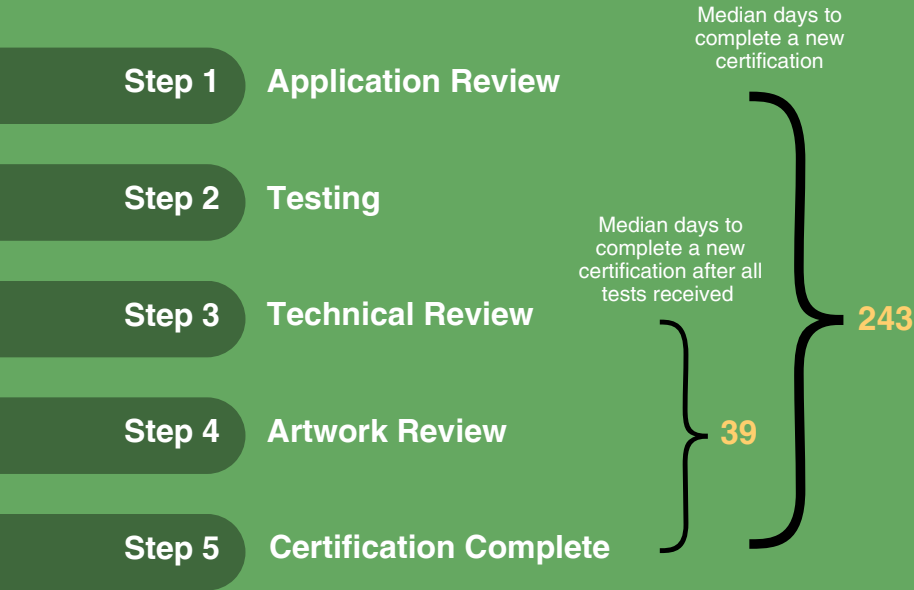 Median days to
complete a new
certification
Step 1 Application Review
Step 2 Testing
Median days to
complete a new
certification after all
tests received
Step 3 Technical Review
243
Step 4 Artwork Review
39
Step 5 Certification Complete